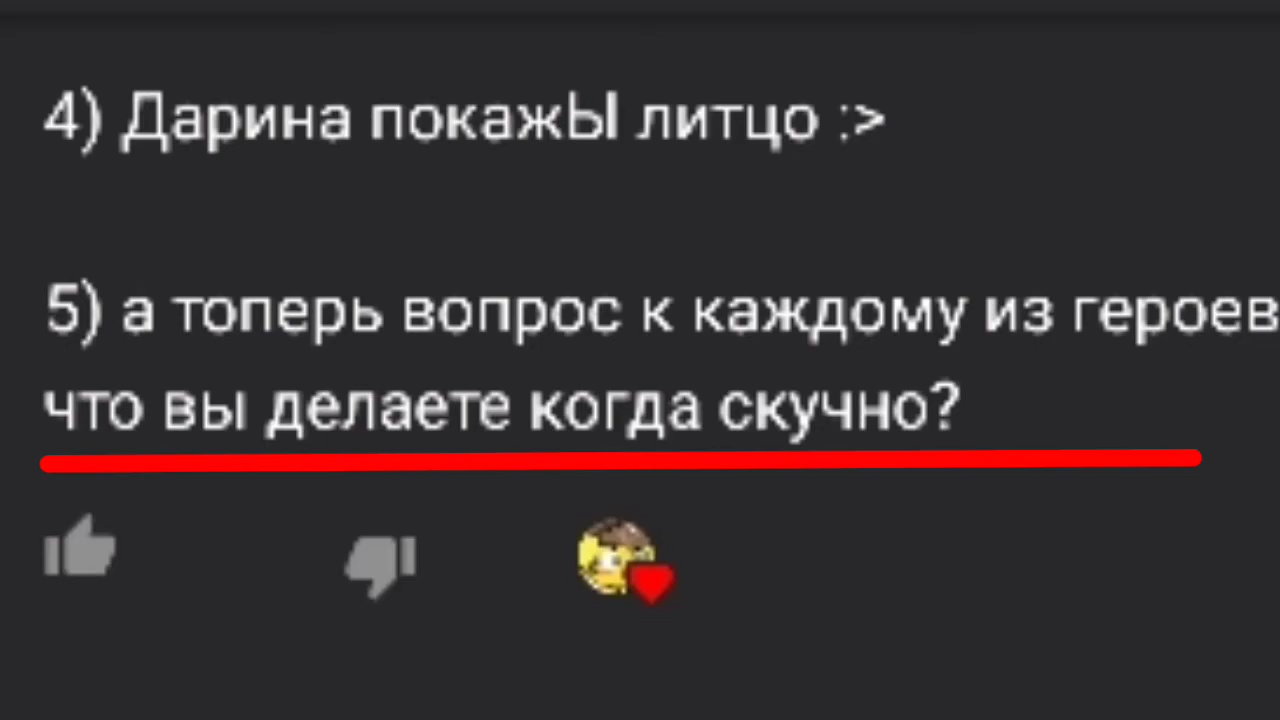 4) Дарина покажЫ литцо :>
5) а топерь вопрос к каждому из героев
что вы делаете когда скучно?